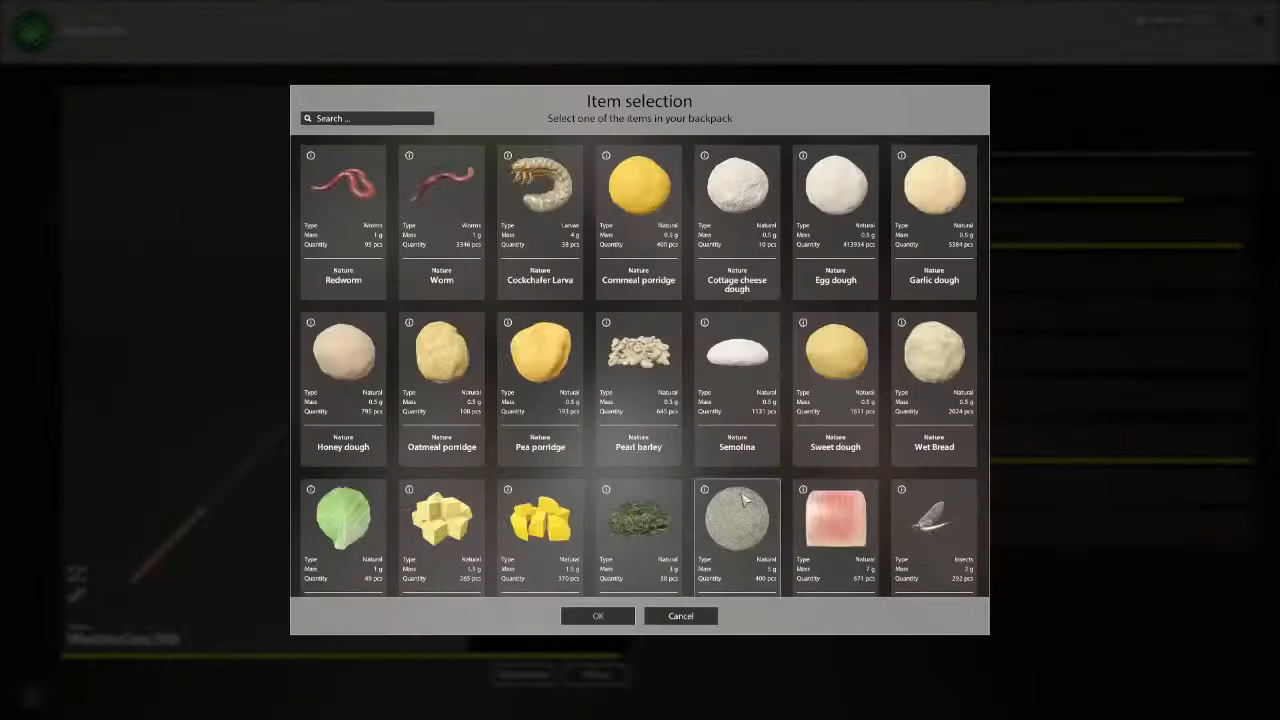 Item selection
Search ...
Select one of the items in your backpack
Type Worms
Mass 1 g
Quantity 95 pcs
Nature
Redworm
Type Worms
Mass 1 g
Quantity 3346 pcs
Nature
Worm
Type Larvae
Mass 4 g
Quantity 38 pcs
Nature
Cockchafer Larva
Type Natural
Mass 0.5 g
Quantity 400 pcs
Nature
Cornmeal porridge
Type Natural
Mass 0.5 g
Quantity 10 pcs
Nature
Cottage cheese
dough
Type Natural
Mass 0.5 g
Quantity 413954 pcs
Nature
Egg dough
Type Natural
Mass 0.5 g
Quantity 5384 pcs
Nature
Garlic dough
Type Natural
Mass 0.5 g
Quantity 795 pcs
Nature
Honey dough
Type Natural
Mass 0.5 g
Quantity 100 pcs
Nature
Oatmeal porridge
Type Natural
Mass 0.5 g
Quantity 193 pcs
Nature
Pea porridge
Type Natural
Mass 0.5 g
Quantity 645 pcs
Nature
Pearl barley
Type Natural
Mass 0.5 g
Quantity 1131 pcs
Nature
Semolina
Type Natural
Mass 0.5 g
Quantity 1611 pcs
Nature
Sweet dough
Type Natural
Mass 0.5 g
Quantity 2024 pcs
Nature
Wet Bread
Type Natural
Mass 1 g
Quantity 49 pcs
Type Natural
Mass 1.5 g
Quantity 265 pcs
Type Natural
Mass 1.5 g
Quantity 370 pcs
Type Natural
Mass 3 g
Quantity 38 pcs
Type Natural
Mass 5 g
Quantity 400 pcs
Type Natural
Mass 7 g
Quantity 671 pcs
Type Insects
Mass 2 g
Quantity 292 pcs
OK
Cancel